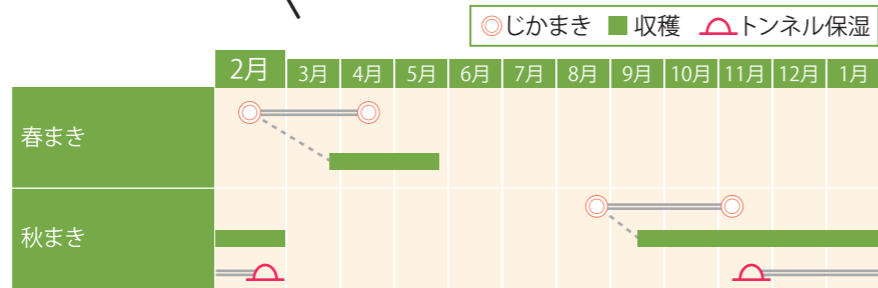 ◎じかまき ■収穫 トンネル保湿
2月 3月 4月 5月 6月 7月 8月 9月 10月 11月 12月 1月
春まき
秋まき